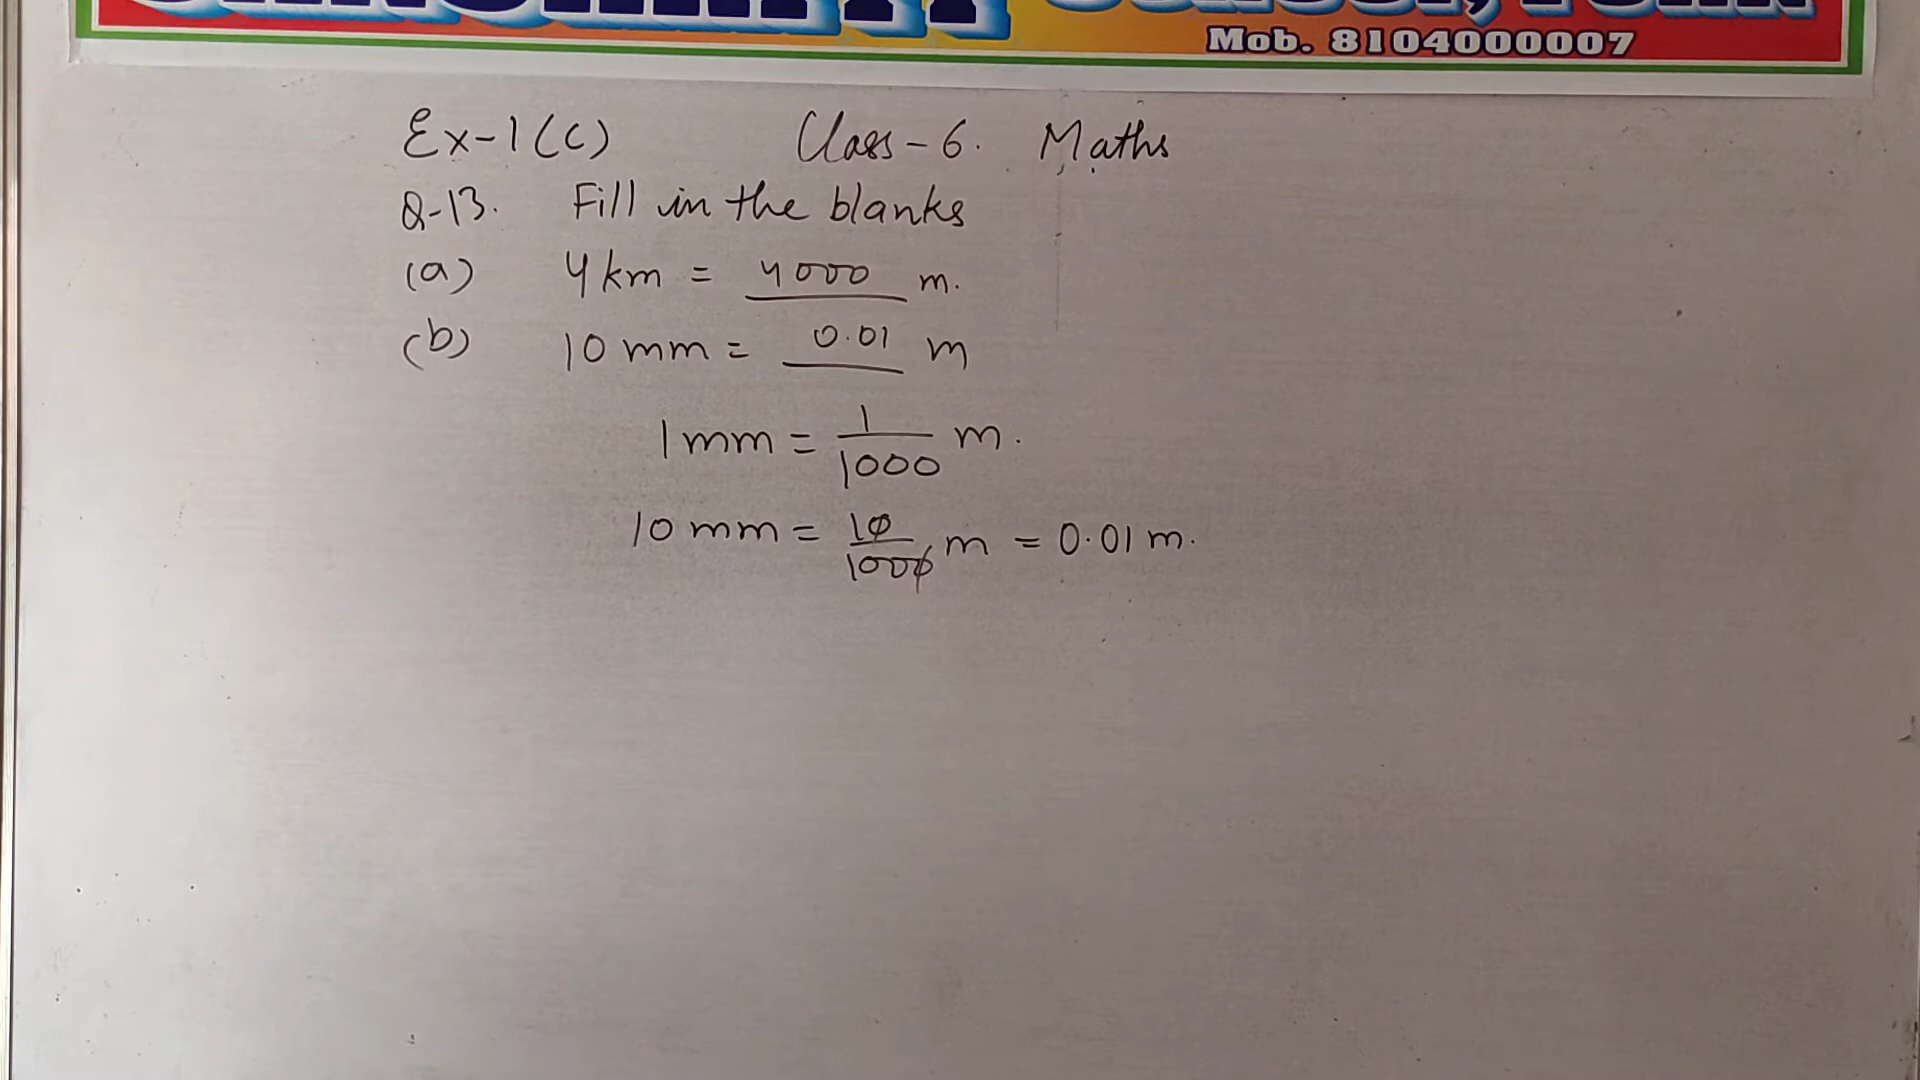 Mob. 8104000007
Ex-1(C) Class-6. Maths
Q-13. Fill in the blanks
(a) 4 km = 4000 m.
(b) 10 mm = 0.01 m
1 mm = 1/1000 m.
10 mm = 10/1000 m = 0.01 m.